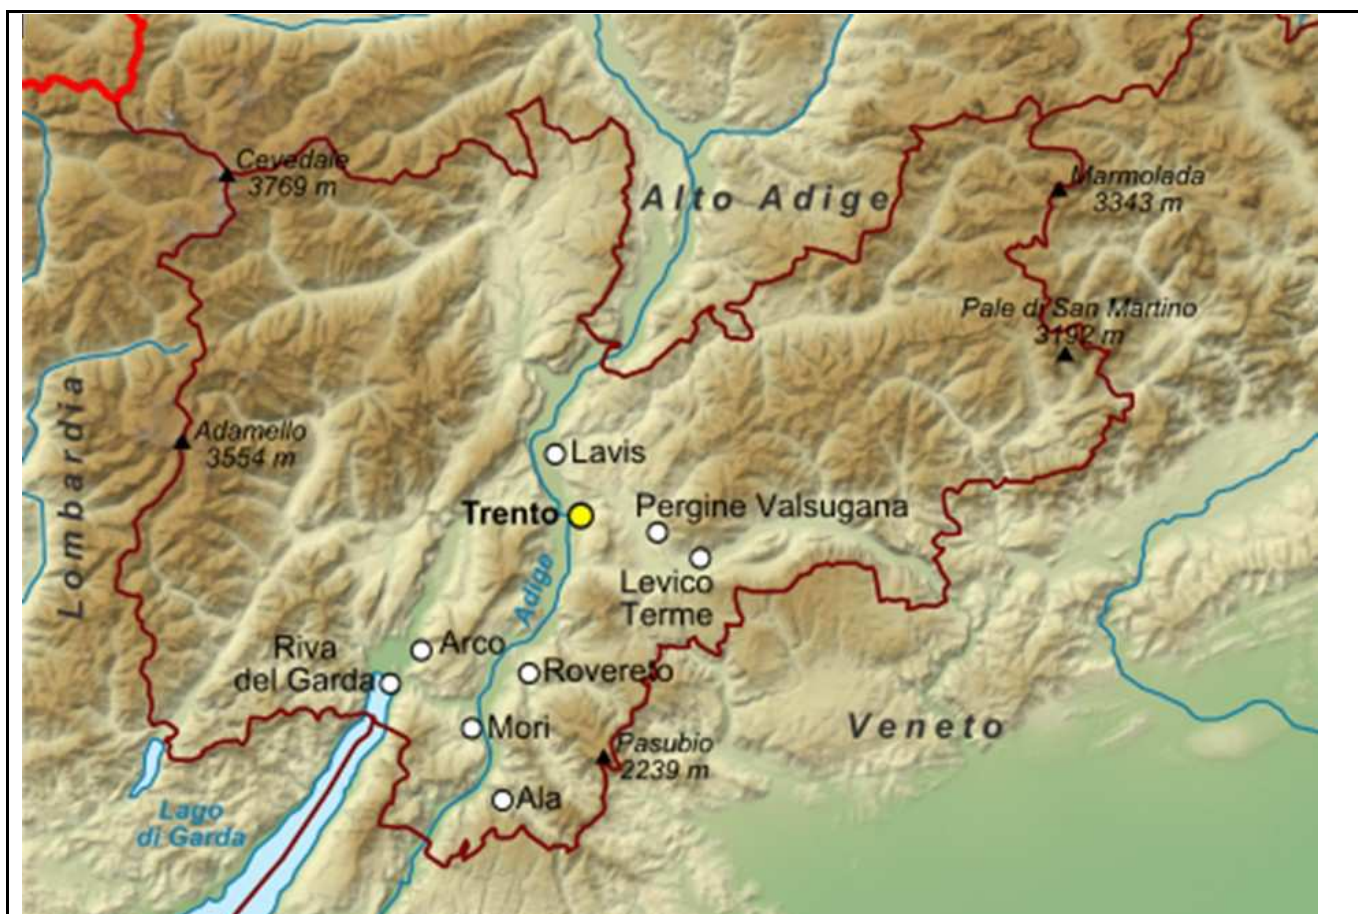 Cevedale
3769 m
Alto Adige
Marmolada
3343 m
Pale di San Martino
3192 m
Lombardia
Adamello
3554 m
Lavis
Trento
Pergine Valsugana
Levico
Terme
Adige
Riva
del Garda
Arco
Rovereto
Mori
Veneto
Pasubio
2239 m
Ala
Lago
di Garda